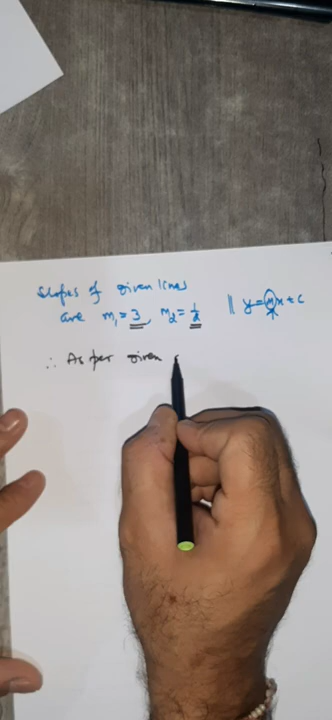 Slopes of given lines
are m₁ = 3, m₂ = 1/2 || y = mx + c
∴ As per given